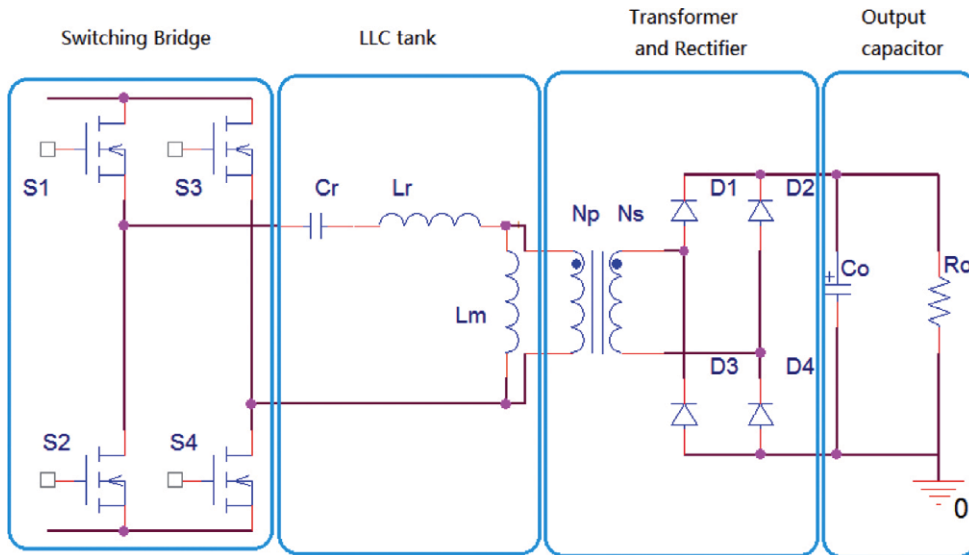 Switching Bridge
LLC tank
Transformer
and Rectifier
Output
capacitor
S1
S3
Cr
Lr
Np
Ns
D1
D2
Lm
Co
+
Ro
D3
D4
S2
S4
0